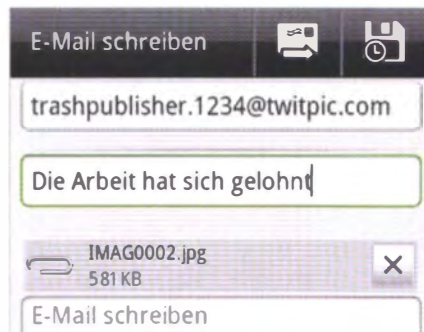 E-Mail schreiben
trashpublisher.1234@twitpic.com
Die Arbeit hat sich gelohnt
IMAG0002.jpg
581 KB
E-Mail schreiben